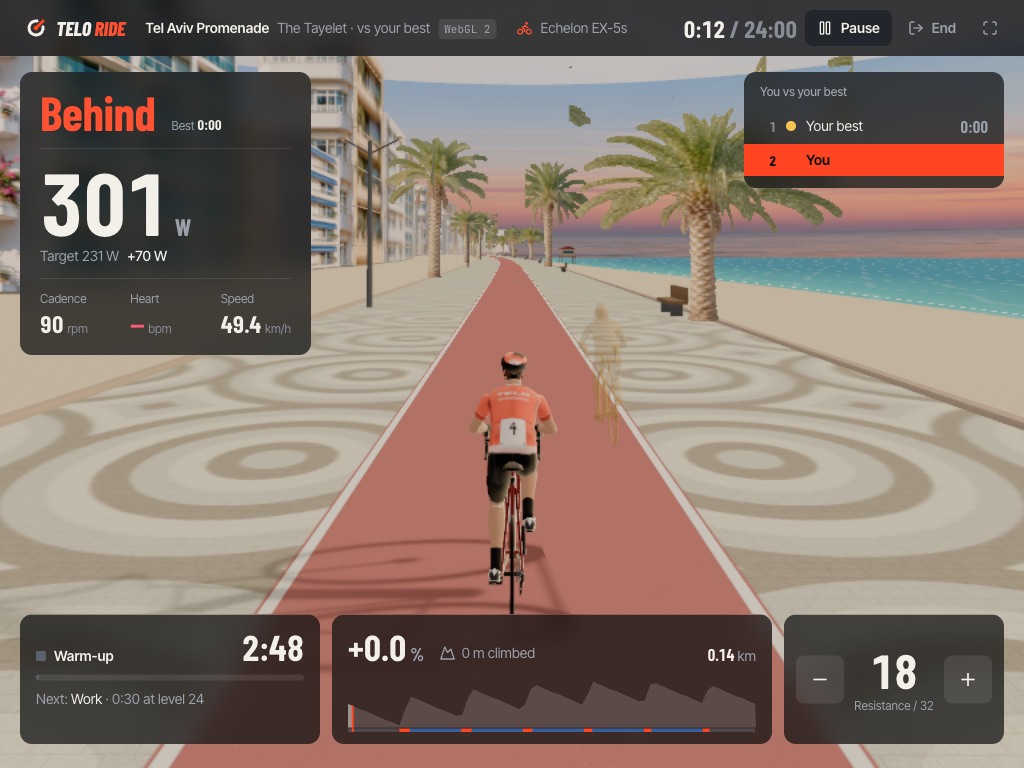 TELO RIDE
Tel Aviv Promenade The Tayelet · vs your best WebGL 2
Echelon EX-5s
0:12 / 24:00
Pause
End
Behind Best 0:00
301 W
Target 231 W +70 W
Cadence Heart Speed
90 rpm — bpm 49.4 km/h
You vs your best
1 Your best 0:00
2 You
TELO
4
Warm-up 2:48
Next: Work · 0:30 at level 24
+0.0 % 0 m climbed 0.14 km
− 18 +
Resistance / 32